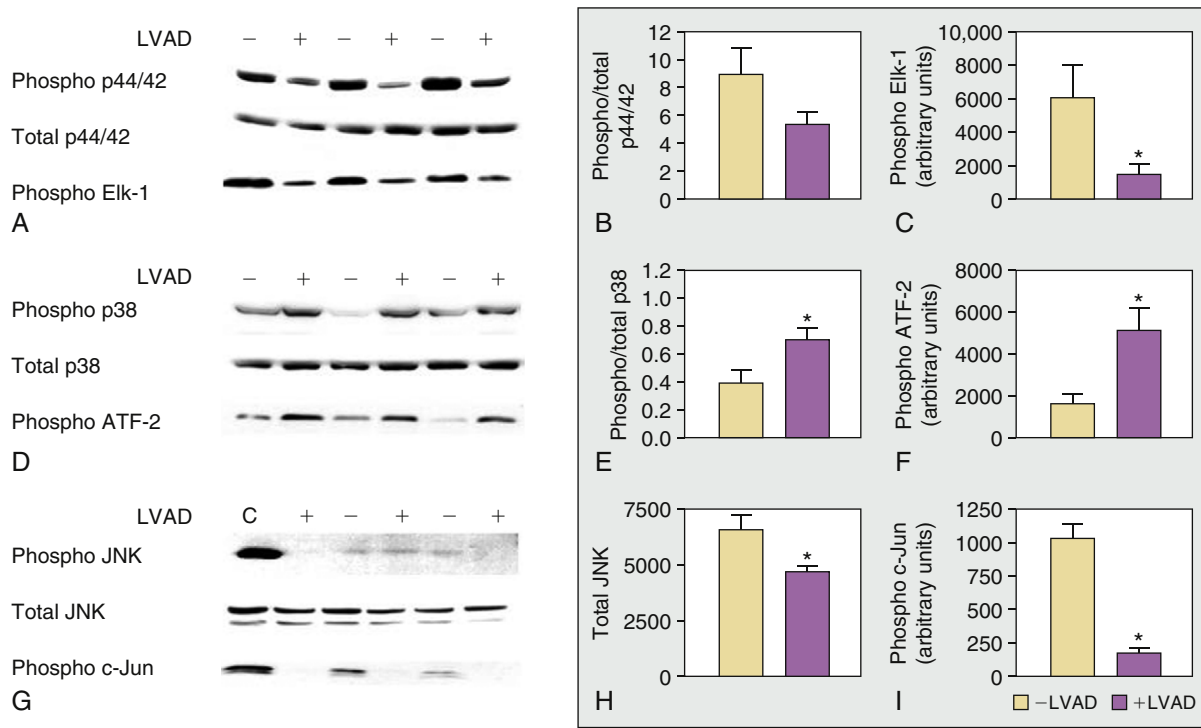 LVAD − + − + − +
Phospho p44/42
Total p44/42
Phospho Elk-1
A
Phospho/total
p44/42
12
10
8
6
4
2
0
B
Phospho Elk-1
(arbitrary units)
10,000
8000
6000
4000
2000
0
*
C
LVAD − + − + − +
Phospho p38
Total p38
Phospho ATF-2
D
Phospho/total p38
1.2
1.0
0.8
0.6
0.4
0.2
0.0
*
E
Phospho ATF-2
(arbitrary units)
8000
6000
4000
2000
0
*
F
LVAD C + − + − +
Phospho JNK
Total JNK
Phospho c-Jun
G
Total JNK
7500
5000
2500
0
*
H
Phospho c-Jun
(arbitrary units)
1250
1000
750
500
250
0
*
I
−LVAD +LVAD